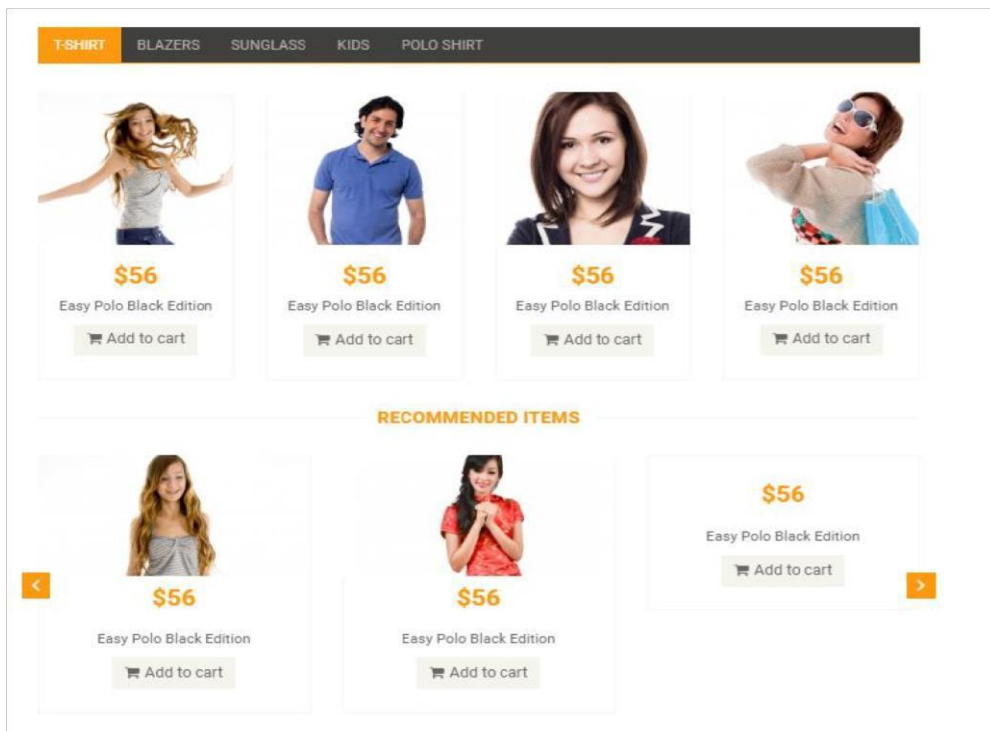 T-SHIRT BLAZERS SUNGLASS KIDS POLO SHIRT
$56 $56 $56 $56
Easy Polo Black Edition Easy Polo Black Edition Easy Polo Black Edition Easy Polo Black Edition
Add to cart Add to cart Add to cart Add to cart
RECOMMENDED ITEMS
$56
Easy Polo Black Edition
Add to cart
$56
Easy Polo Black Edition
Add to cart
$56
Easy Polo Black Edition
Add to cart